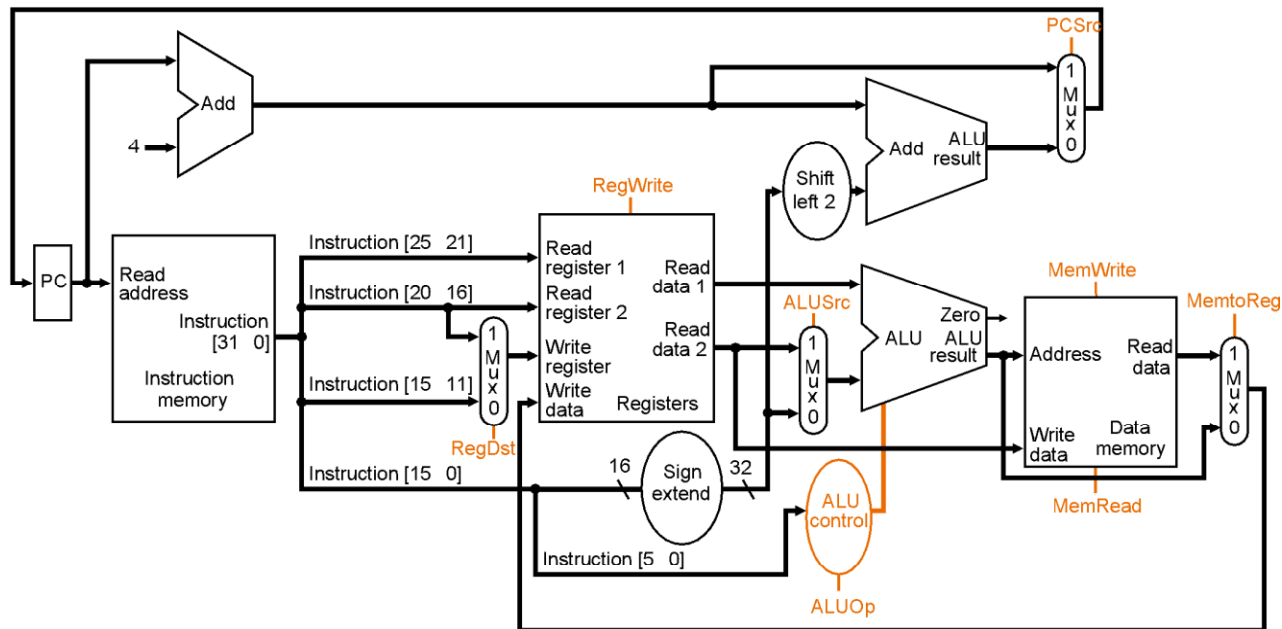 PCSrc
Add
4
1
M
u
x
0
Add
ALU
result
Shift
left 2
RegWrite
PC
Read
address
Instruction
[31 0]
Instruction
memory
Instruction [25 21]
Instruction [20 16]
Instruction [15 11]
Instruction [15 0]
Instruction [5 0]
1
M
u
x
0
RegDst
Read
register 1
Read
register 2
Write
register
Write
data
Read
data 1
Read
data 2
Registers
16
Sign
extend
32
ALUSrc
1
M
u
x
0
Zero
ALU
ALU
result
ALU
control
ALUOp
MemWrite
Address
Read
data
Write
data
Data
memory
MemRead
MemtoReg
1
M
u
x
0